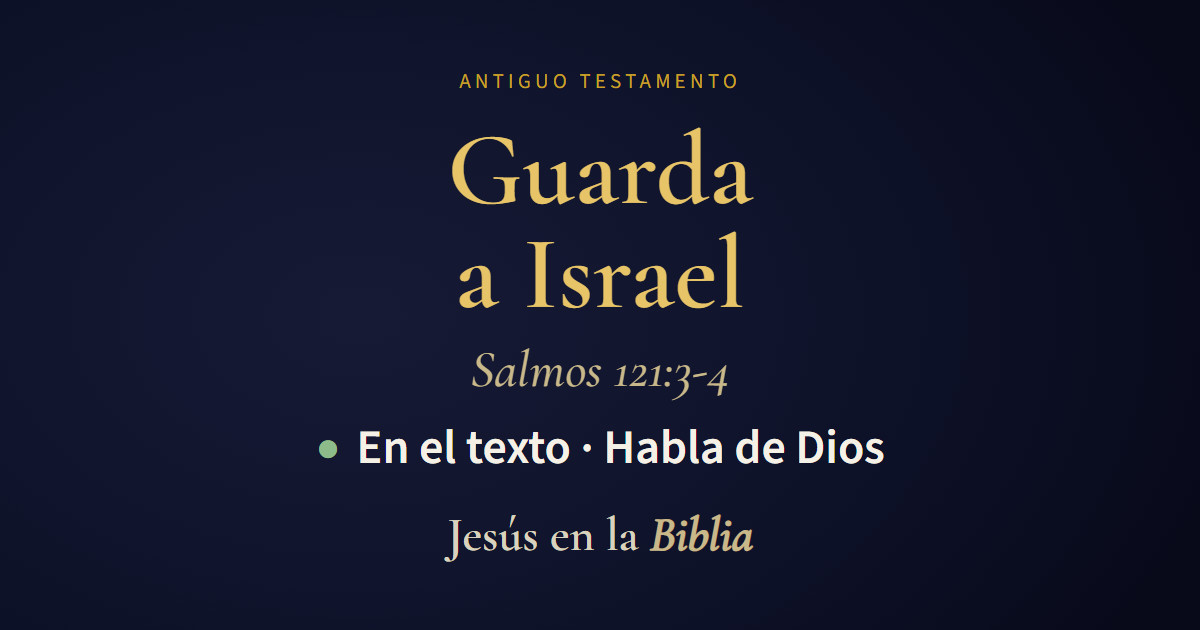 ANTIGUO TESTAMENTO
Guarda
a Israel
Salmos 121:3-4
En el texto · Habla de Dios
Jesús en la Biblia